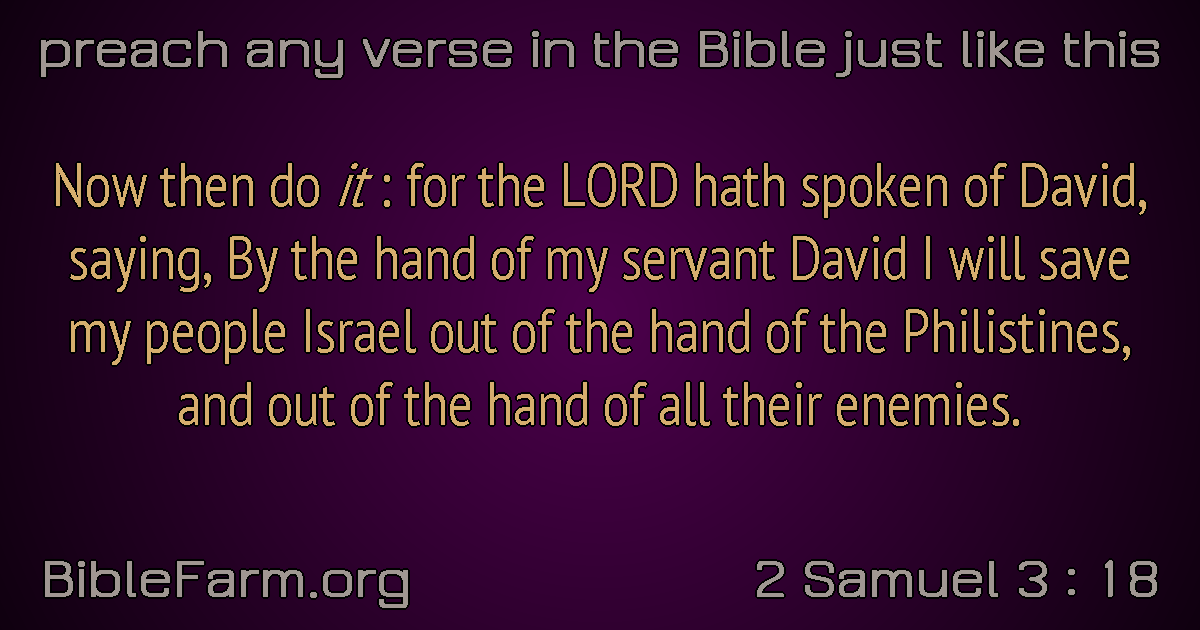 preach any verse in the Bible just like this
Now then do it : for the LORD hath spoken of David,
saying, By the hand of my servant David I will save
my people Israel out of the hand of the Philistines,
and out of the hand of all their enemies.
BibleFarm.org
2 Samuel 3 : 18